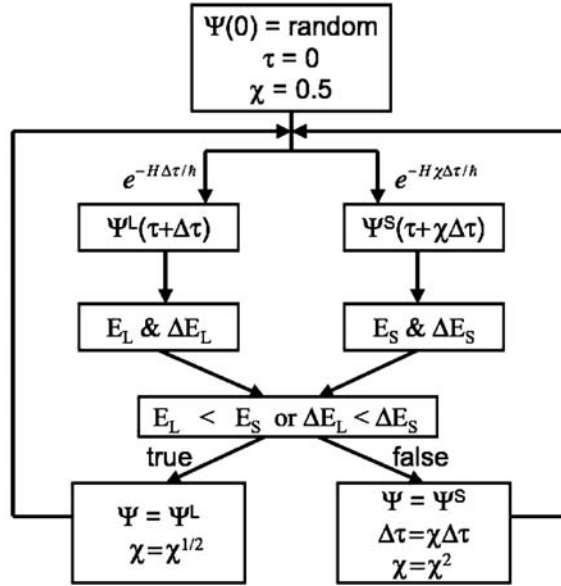 Ψ(0) = random
τ = 0
χ = 0.5
e^{-HΔτ/ħ}
e^{-HχΔτ/ħ}
Ψ^L(τ+Δτ)
Ψ^S(τ+χΔτ)
E_L & ΔE_L
E_S & ΔE_S
E_L < E_S or ΔE_L < ΔE_S
true
false
Ψ = Ψ^L
χ=χ^{1/2}
Ψ = Ψ^S
Δτ=χΔτ
χ=χ^2